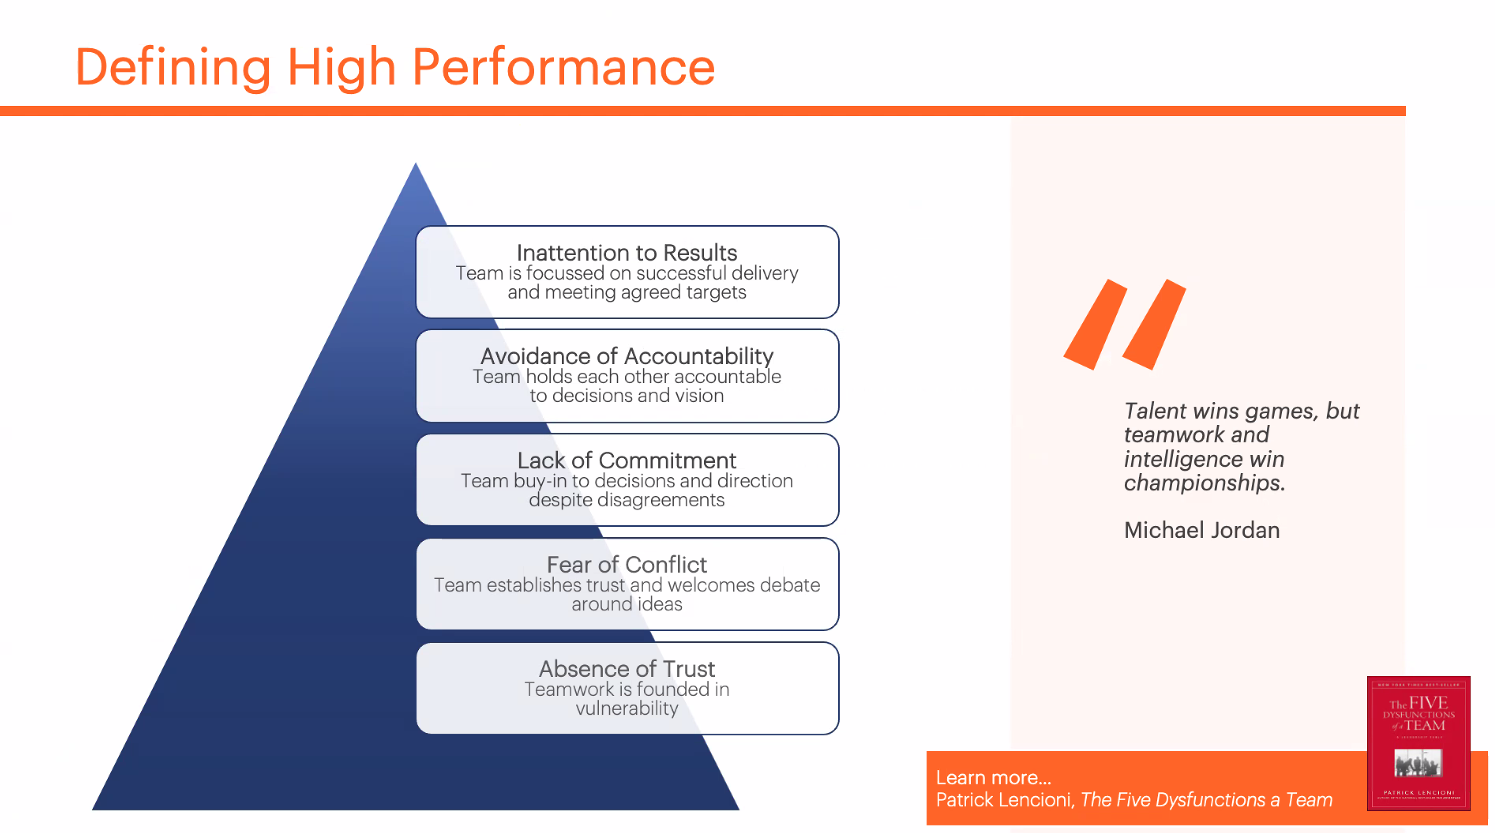 Defining High Performance
Inattention to Results
Team is focussed on successful delivery
and meeting agreed targets
Avoidance of Accountability
Team holds each other accountable
to decisions and vision
Lack of Commitment
Team buy-in to decisions and direction
despite disagreements
Fear of Conflict
Team establishes trust and welcomes debate
around ideas
Absence of Trust
Teamwork is founded in
vulnerability
Talent wins games, but
teamwork and
intelligence win
championships.
Michael Jordan
Learn more...
Patrick Lencioni, The Five Dysfunctions a Team
NEW YORK TIMES BEST-SELLER
The FIVE
DYSFUNCTIONS
of a TEAM
A LEADERSHIP FABLE
PATRICK LENCIONI